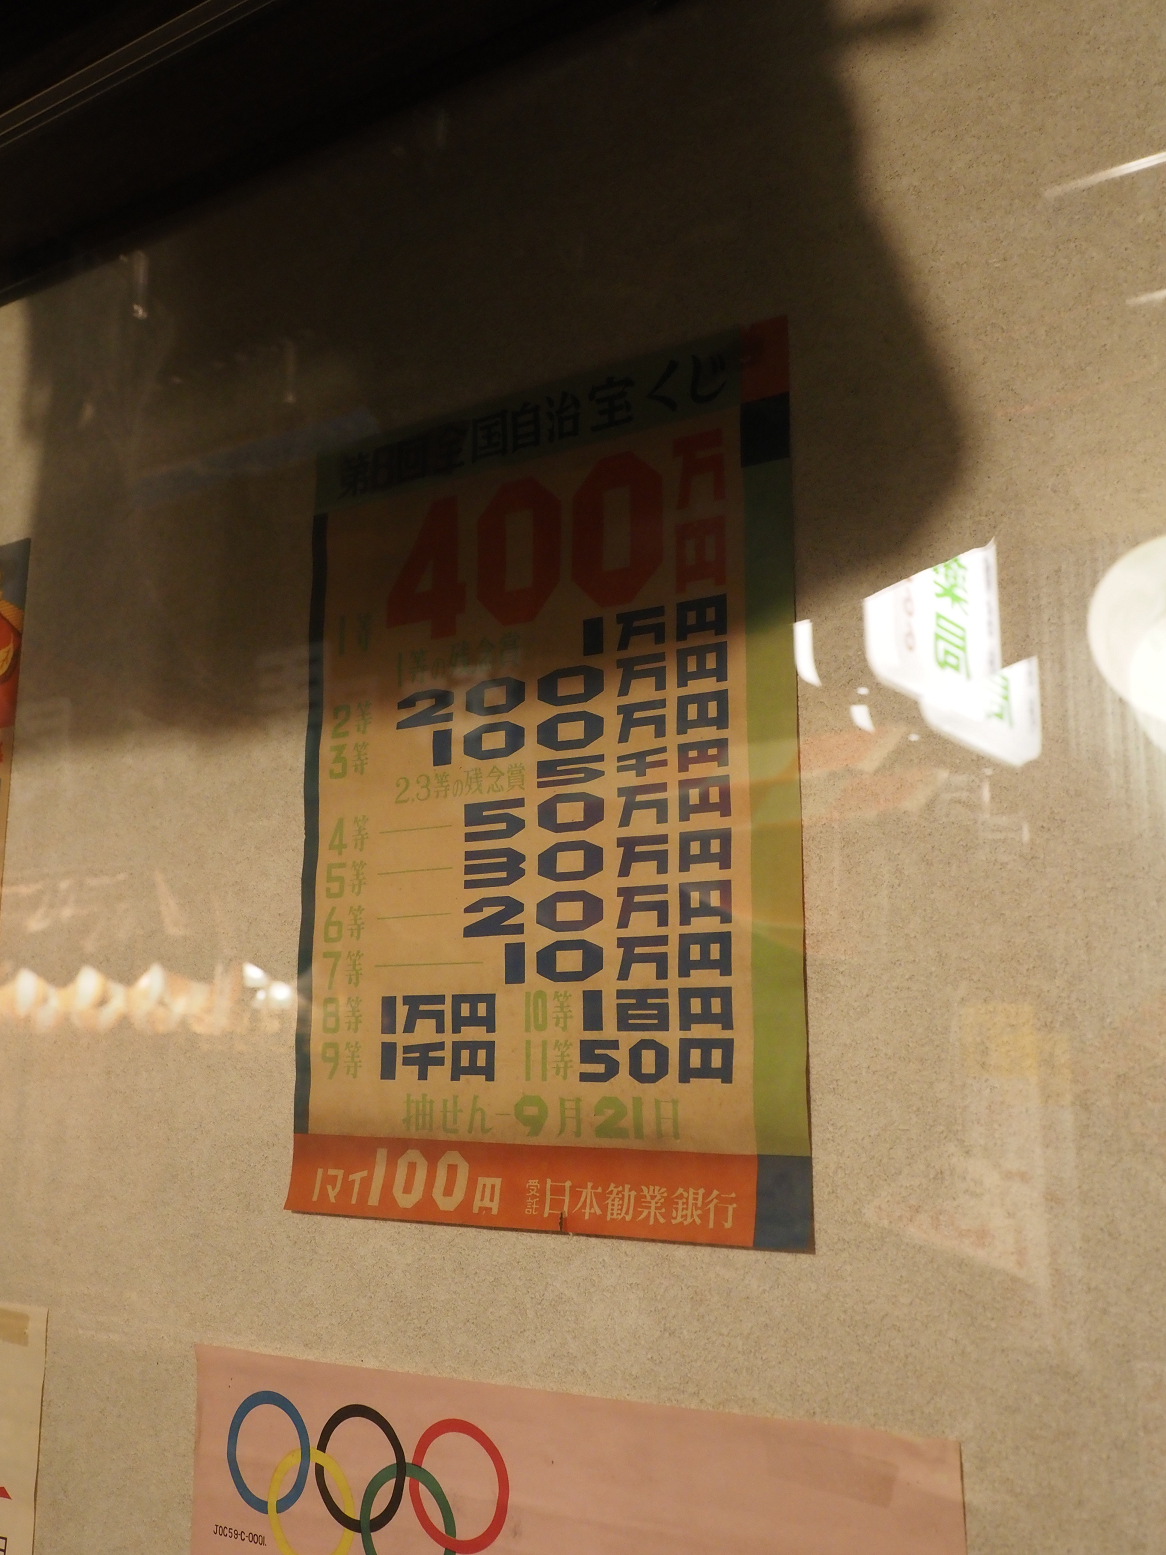 第8回全国自治宝くじ
1等 400万円
1等の残念賞 1万円
2等 200万円
3等 100万円
2.3等の残念賞 5千円
4等 50万円
5等 30万円
6等 20万円
7等 10万円
8等 1万円 10等 1百円
9等 1千円 11等 50円
抽せん-9月21日
1マイ100円 受託 日本勧業銀行
JOC59-C-0001.